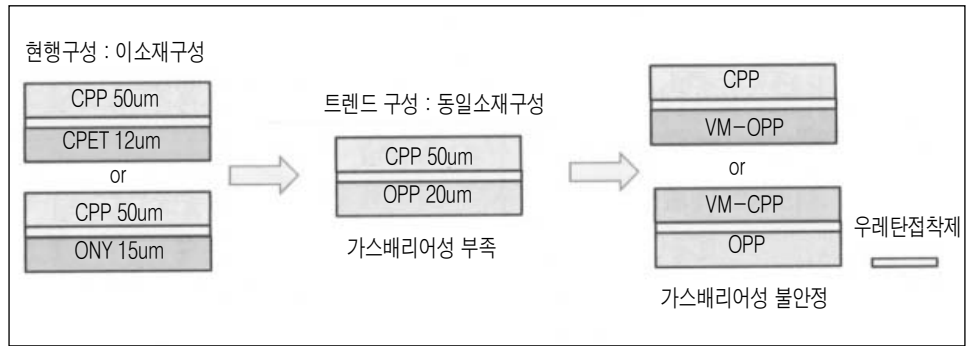 현행구성 : 이소재구성
CPP 50um
CPET 12um
or
CPP 50um
ONY 15um
트렌드 구성 : 동일소재구성
CPP 50um
OPP 20um
가스배리어성 부족
CPP
VM-OPP
or
VM-CPP
OPP
가스배리어성 불안정
우레탄접착제